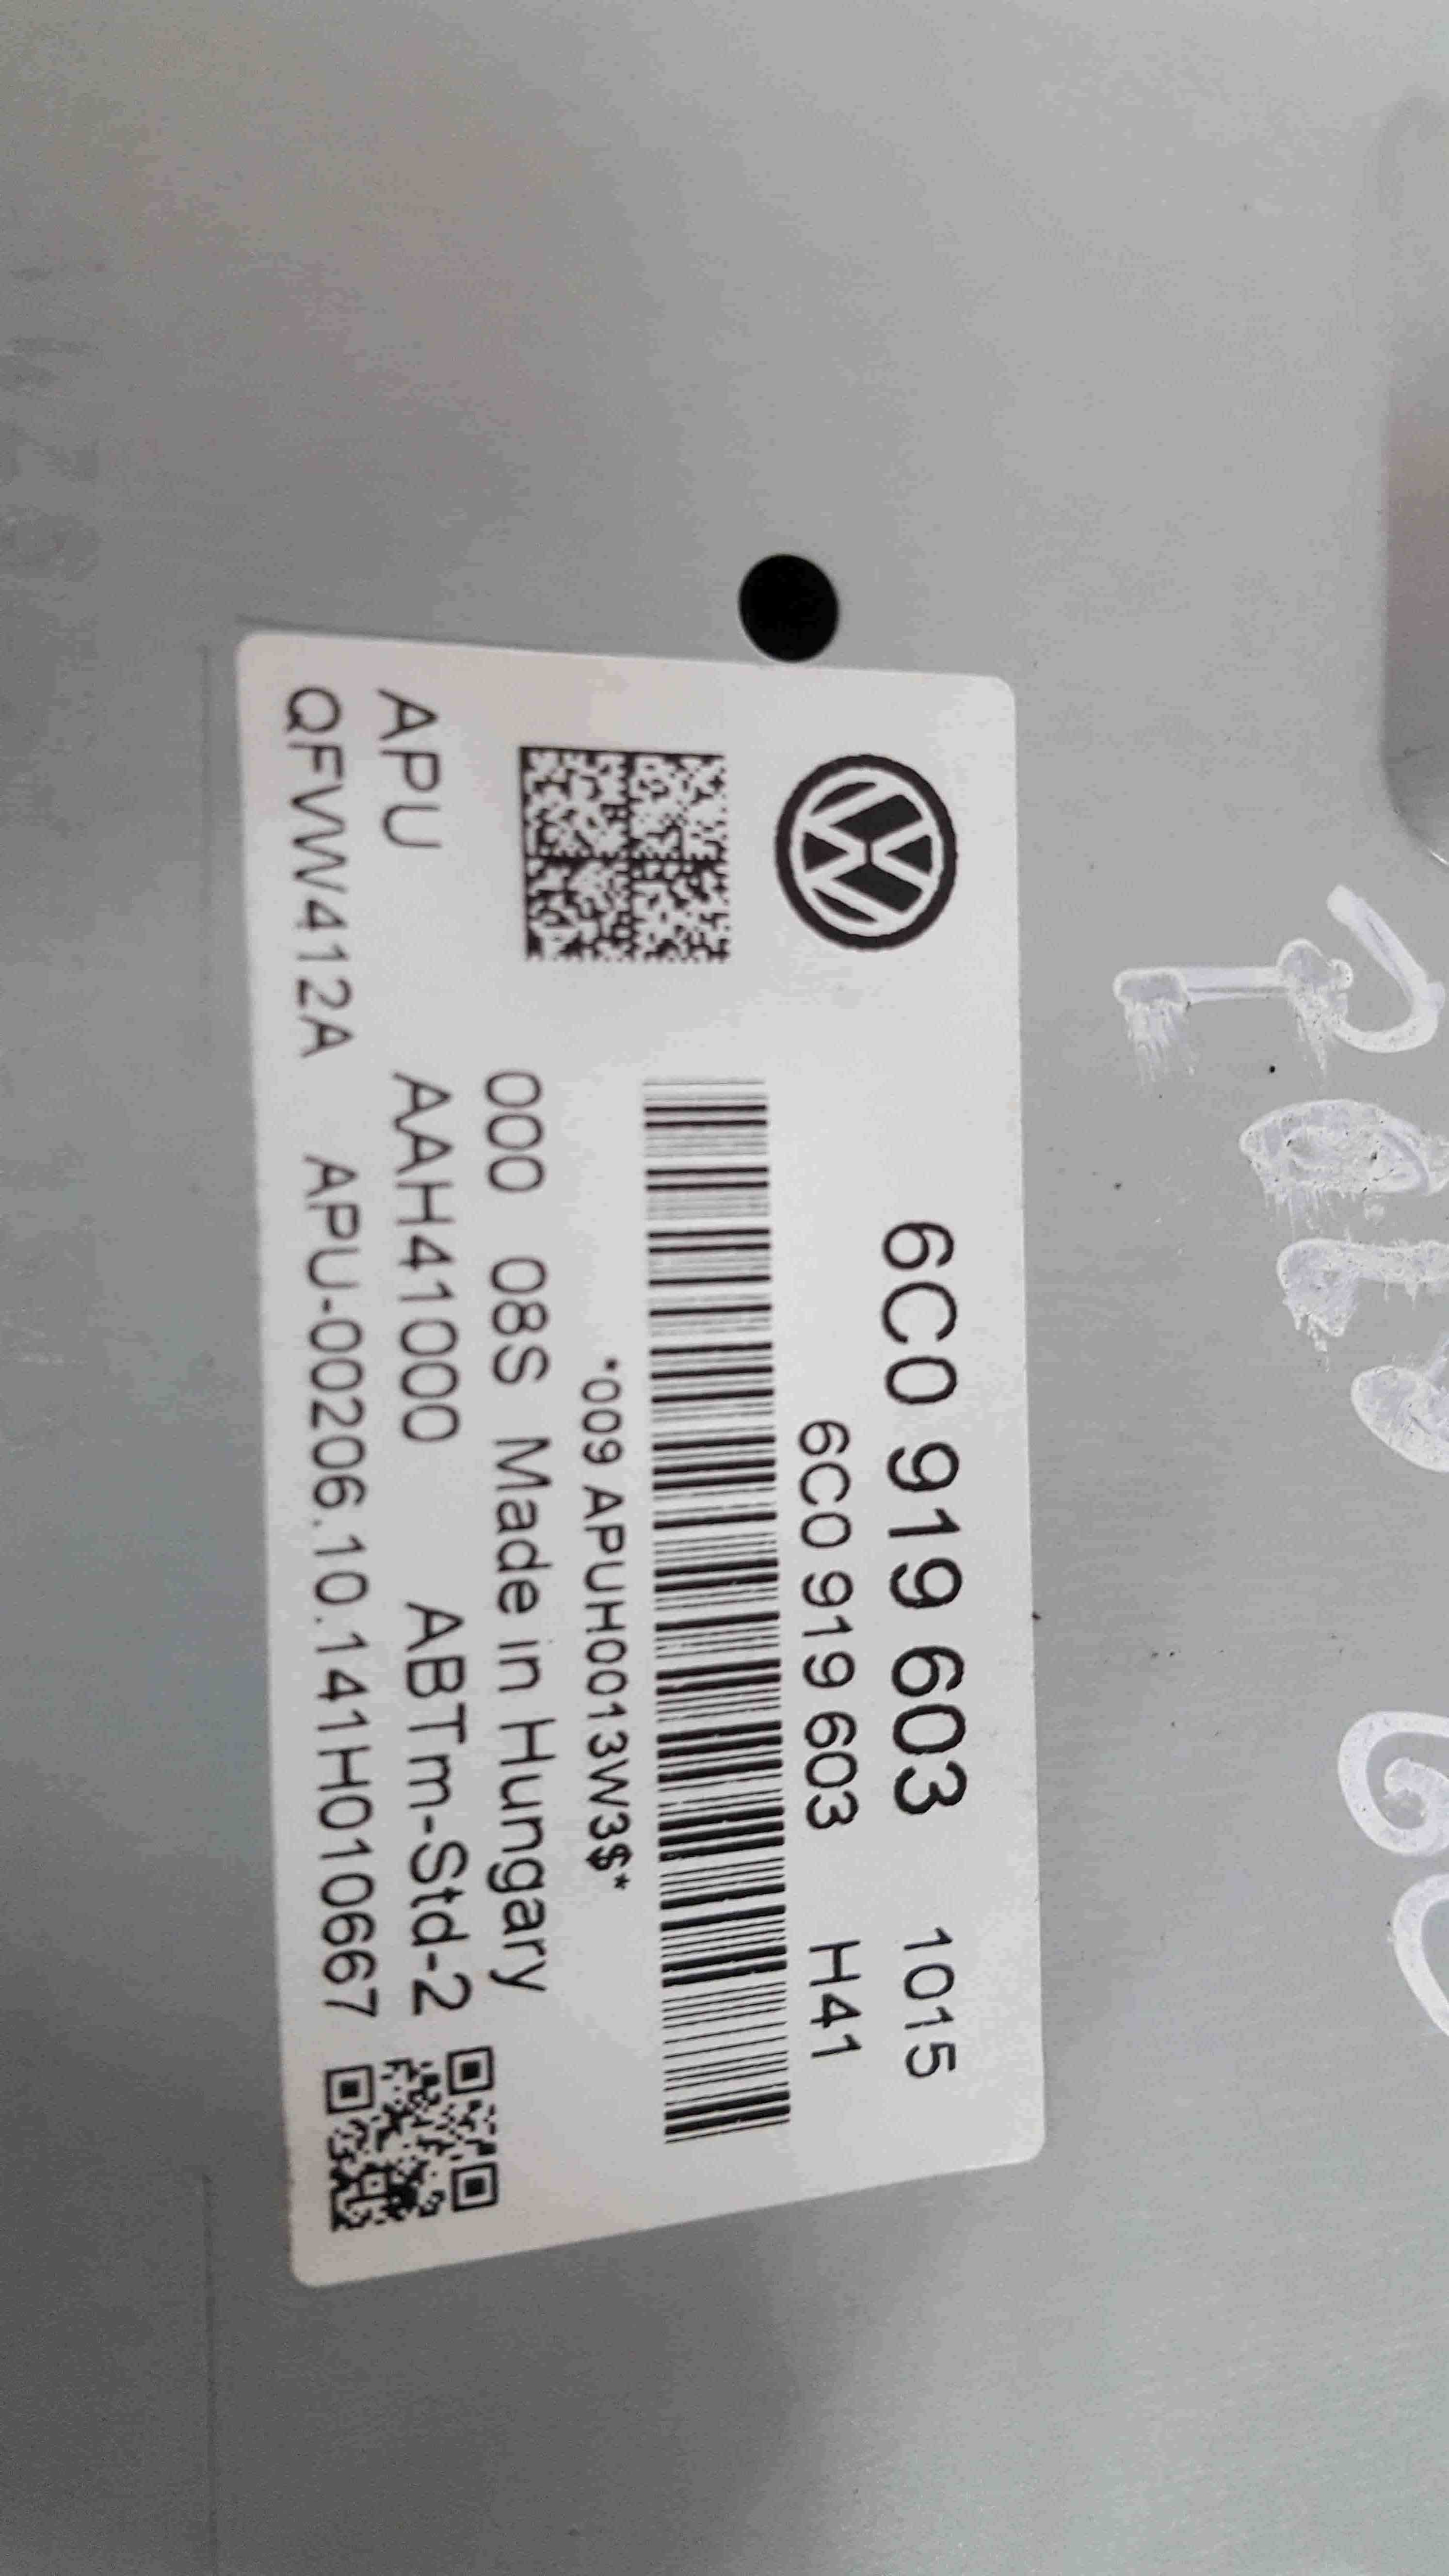 6C0 919 603 1015
6C0 919 603 H41
*009 APUH0013W3$*
000 08S Made in Hungary
APU AAH41000 ABTm-Std-2
QFWW412A APU-00206.10.141H010667